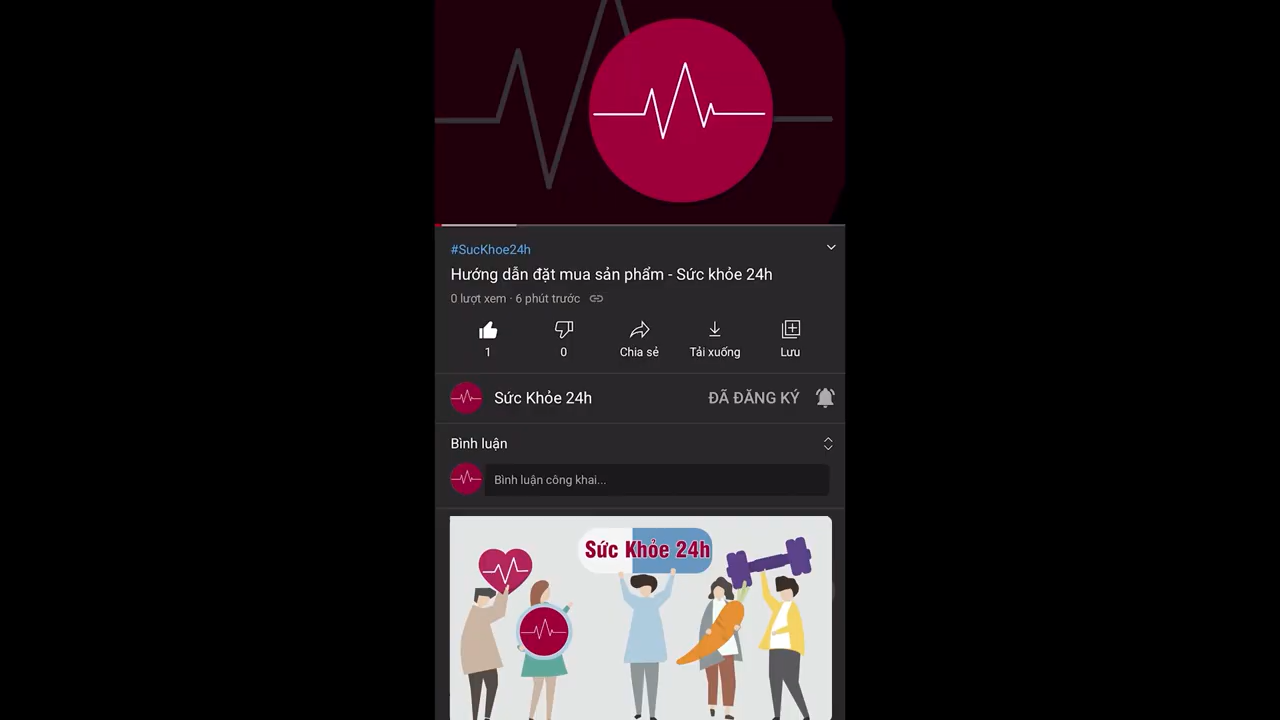 #SucKhoe24h
Hướng dẫn đặt mua sản phẩm - Sức khỏe 24h
0 lượt xem · 6 phút trước
1
0
Chia sẻ
Tải xuống
Lưu
Sức Khỏe 24h
ĐÃ ĐĂNG KÝ
Bình luận
Bình luận công khai...
Sức Khỏe 24h